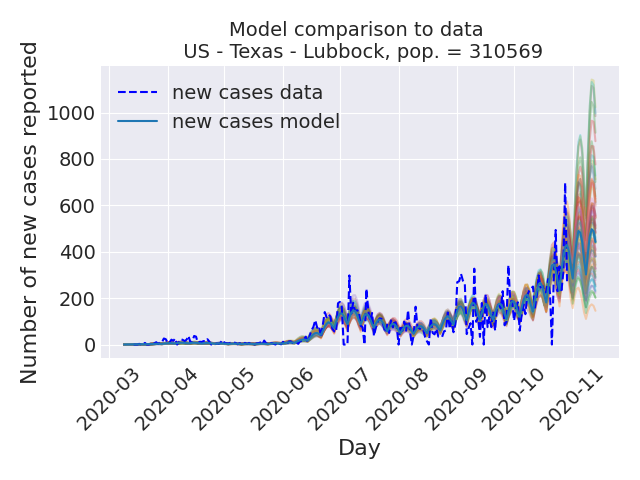 Model comparison to data
US - Texas - Lubbock, pop. = 310569
Number of new cases reported
1000
800
600
400
200
0
new cases data
new cases model
2020-03
2020-04
2020-05
2020-06
2020-07
2020-08
2020-09
2020-10
2020-11
Day